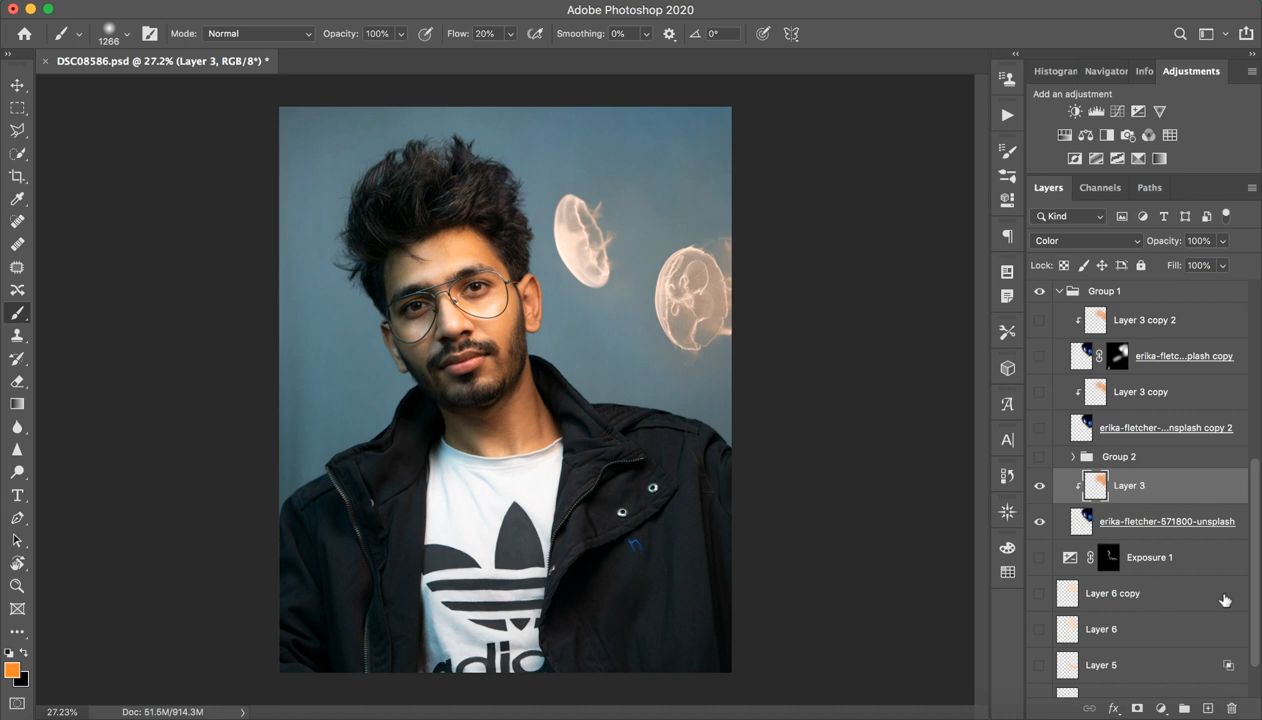 Adobe Photoshop 2020
1266
Mode: Normal
Opacity: 100%
Flow: 20%
Smoothing: 0%
0°
DSC08586.psd @ 27.2% (Layer 3, RGB/8*) *
Histogran Navigator Info Adjustments
Add an adjustment
Layers Channels Paths
Kind
Color
Opacity: 100%
Lock:
Fill: 100%
Group 1
Layer 3 copy 2
erika-fletc...plash copy
Layer 3 copy
erika-fletcher-...nsplash copy 2
Group 2
Layer 3
erika-fletcher-571800-unsplash
Exposure 1
Layer 6 copy
Layer 6
Layer 5
adidas
27.23%
Doc: 51.5M/914.3M